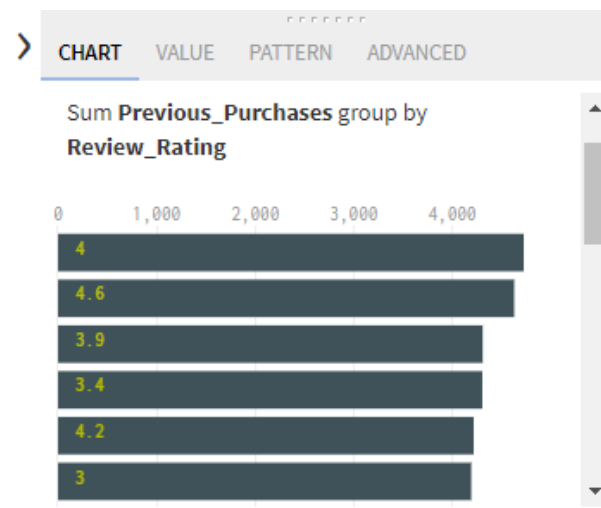 CHART VALUE PATTERN ADVANCED
Sum Previous_Purchases group by
Review_Rating
0 1,000 2,000 3,000 4,000
4
4.6
3.9
3.4
4.2
3